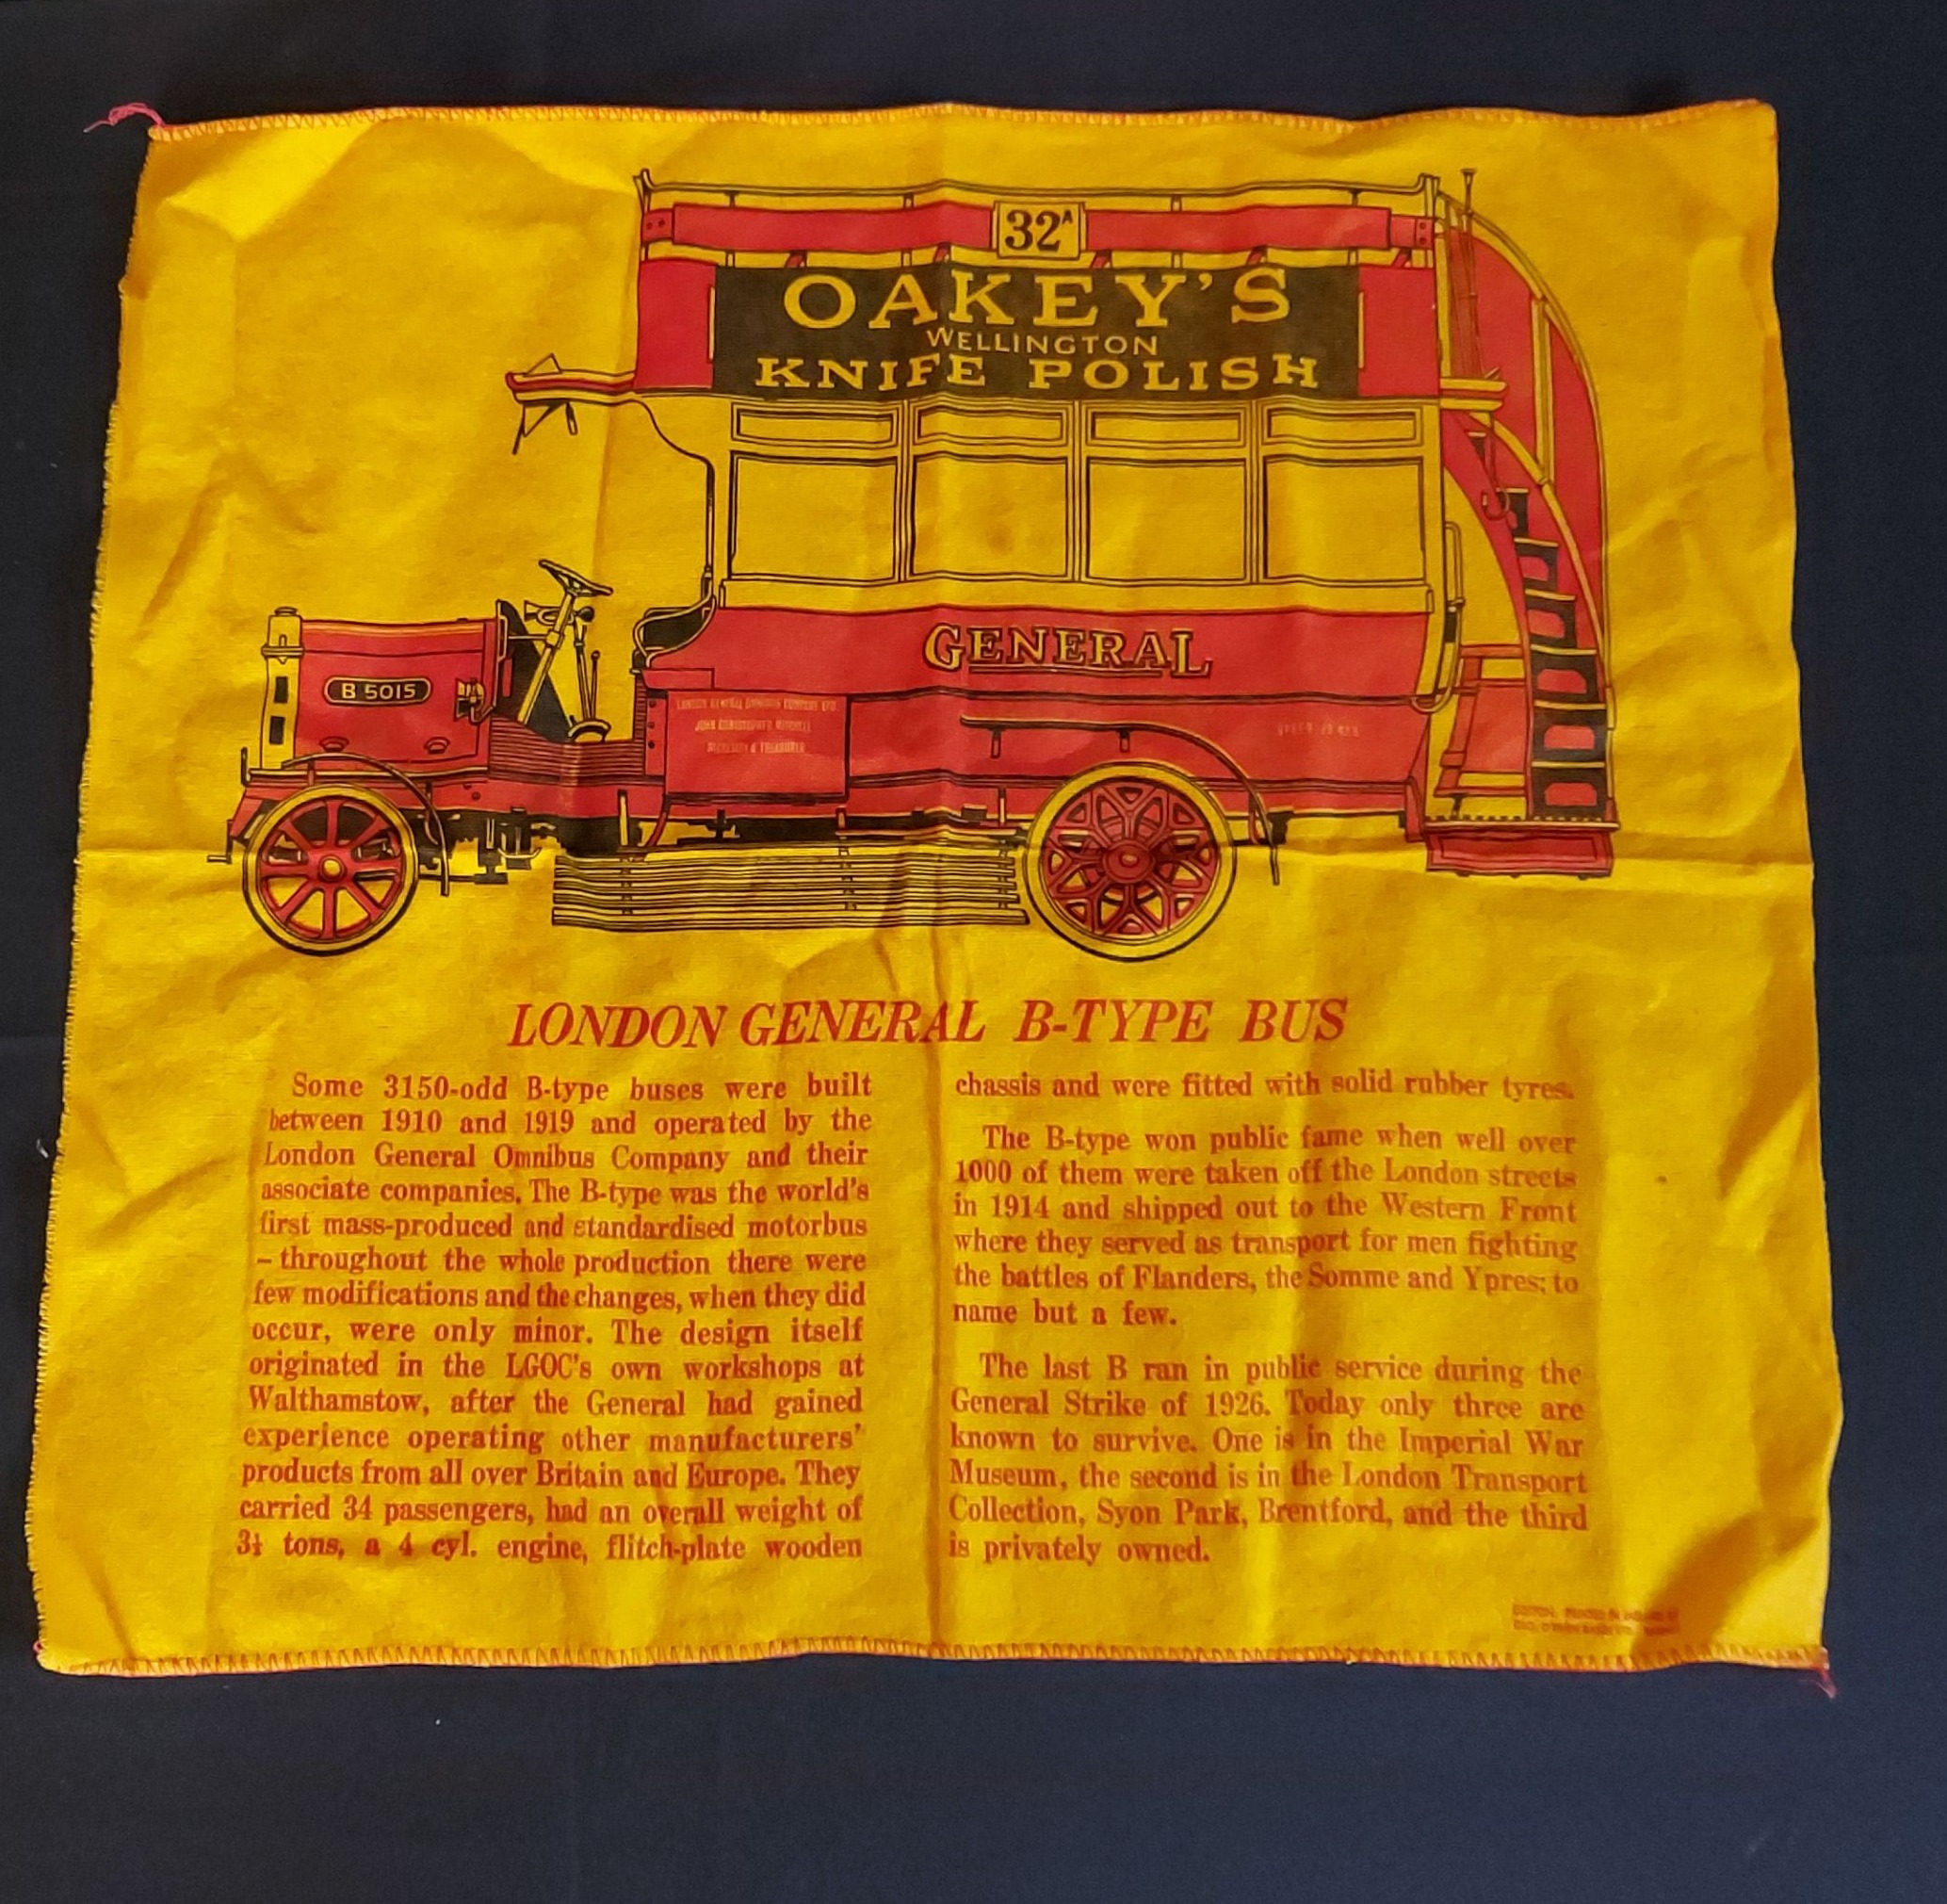 32A
OAKEY'S
WELLINGTON
KNIFE POLISH
GENERAL
B 5015
LONDON GENERAL OMNIBUS COMPANY LTD
LONDON GENERAL B-TYPE BUS
Some 3150-odd B-type buses were built
between 1910 and 1919 and operated by the
London General Omnibus Company and their
associate companies. The B-type was the world's
first mass-produced and standardised motorbus
– throughout the whole production there were
few modifications and the changes, when they did
occur, were only minor. The design itself
originated in the LGOC's own workshops at
Walthamstow, after the General had gained
experience operating other manufacturers'
products from all over Britain and Europe. They
carried 34 passengers, had an overall weight of
tons, a 4 cyl. engine, flitch-plate wooden
chassis and were fitted with solid rubber tyres.
The B-type won public fame when well over
1000 of them were taken off the London streets
in 1914 and shipped out to the Western Front
where they served as transport for men fighting
the battles of Flanders, the Somme and Ypres; to
name but a few.
The last B ran in public service during the
General Strike of 1926. Today only three are
known to survive. One is in the Imperial War
Museum, the second is in the London Transport
Collection, Syon Park, Brentford, and the third
is privately owned.